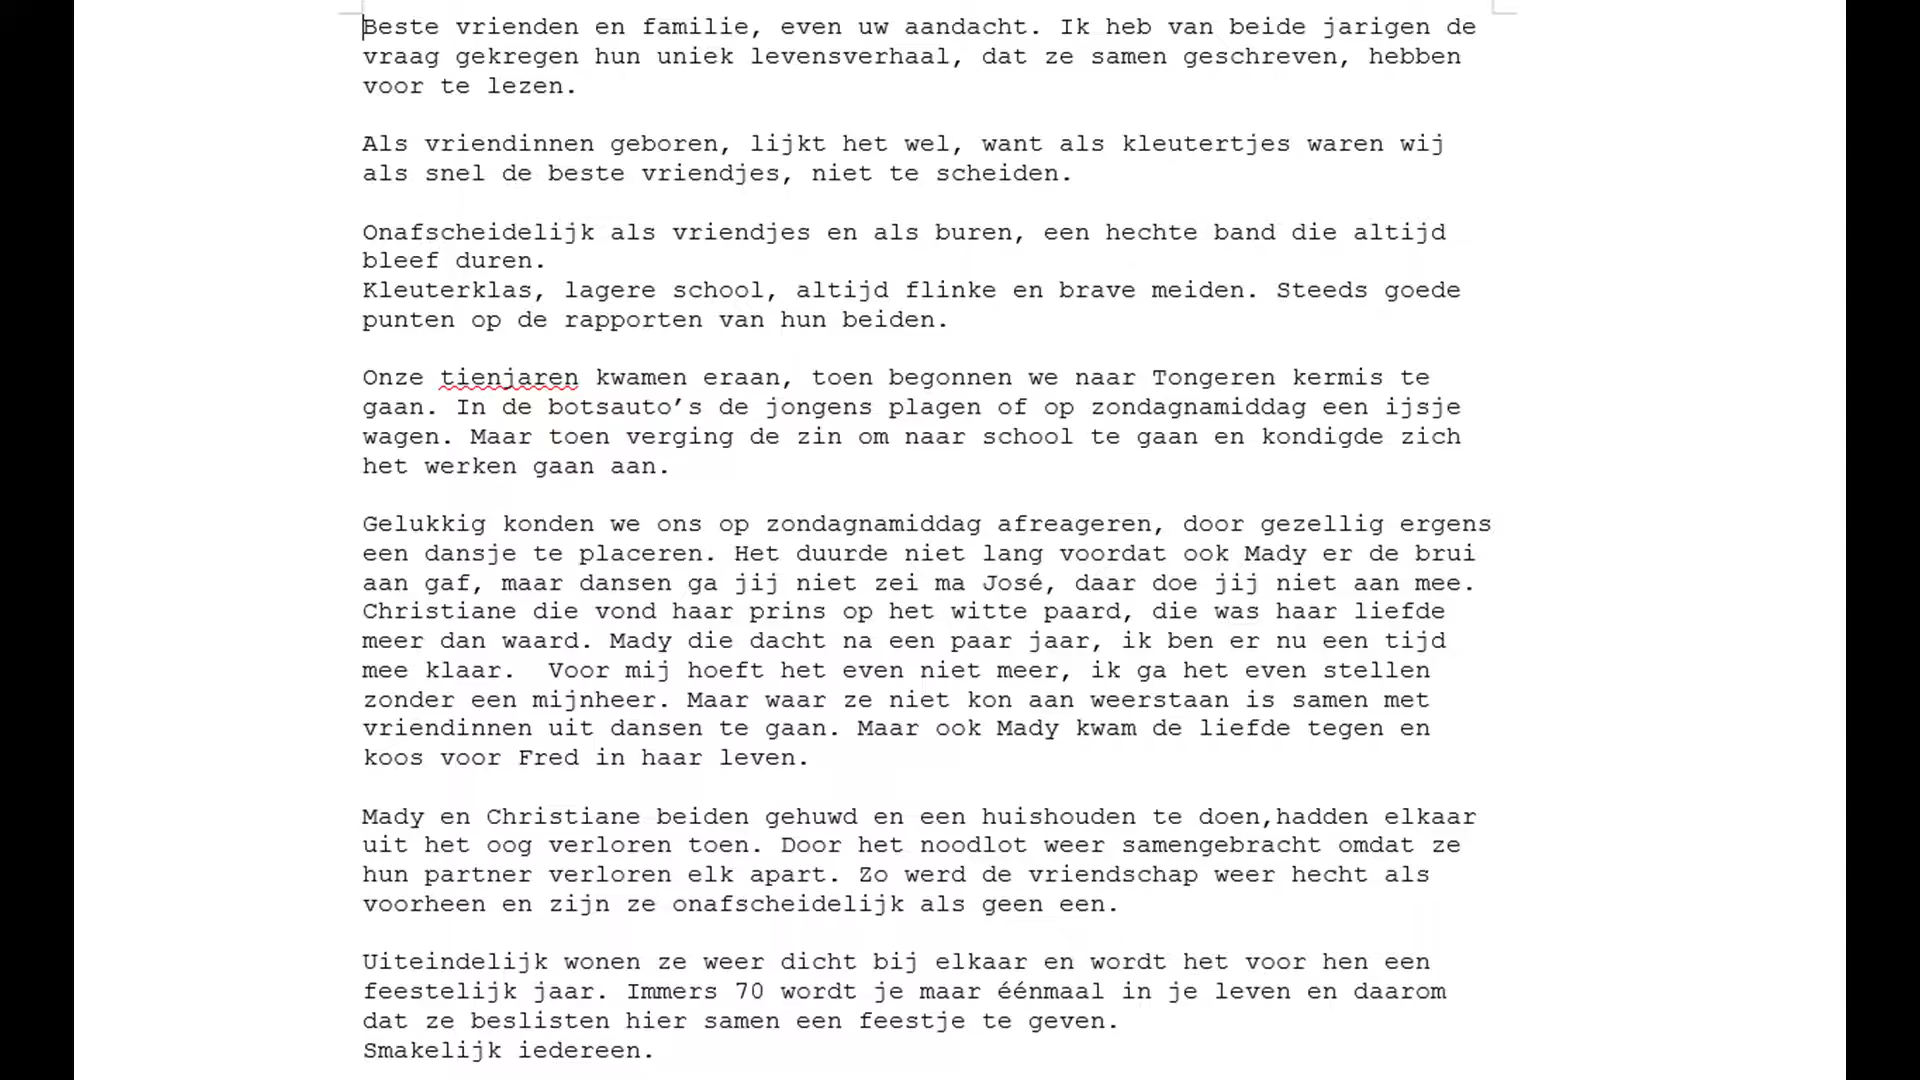 Beste vrienden en familie, even uw aandacht. Ik heb van beide jarigen de
vraag gekregen hun uniek levensverhaal, dat ze samen geschreven, hebben
voor te lezen.
Als vriendinnen geboren, lijkt het wel, want als kleutertjes waren wij
als snel de beste vriendjes, niet te scheiden.
Onafscheidelijk als vriendjes en als buren, een hechte band die altijd
bleef duren.
Kleuterklas, lagere school, altijd flinke en brave meiden. Steeds goede
punten op de rapporten van hun beiden.
Onze tienjaren kwamen eraan, toen begonnen we naar Tongeren kermis te
gaan. In de botsauto’s de jongens plagen of op zondagnamiddag een ijsje
wagen. Maar toen verging de zin om naar school te gaan en kondigde zich
het werken gaan aan.
Gelukkig konden we ons op zondagnamiddag afreageren, door gezellig ergens
een dansje te placeren. Het duurde niet lang voordat ook Mady er de brui
aan gaf, maar dansen ga jij niet zei ma José, daar doe jij niet aan mee.
Christiane die vond haar prins op het witte paard, die was haar liefde
meer dan waard. Mady die dacht na een paar jaar, ik ben er nu een tijd
mee klaar.  Voor mij hoeft het even niet meer, ik ga het even stellen
zonder een mijnheer. Maar waar ze niet kon aan weerstaan is samen met
vriendinnen uit dansen te gaan. Maar ook Mady kwam de liefde tegen en
koos voor Fred in haar leven.
Mady en Christiane beiden gehuwd en een huishouden te doen,hadden elkaar
uit het oog verloren toen. Door het noodlot weer samengebracht omdat ze
hun partner verloren elk apart. Zo werd de vriendschap weer hecht als
voorheen en zijn ze onafscheidelijk als geen een.
Uiteindelijk wonen ze weer dicht bij elkaar en wordt het voor hen een
feestelijk jaar. Immers 70 wordt je maar éénmaal in je leven en daarom
dat ze beslisten hier samen een feestje te geven.
Smakelijk iedereen.